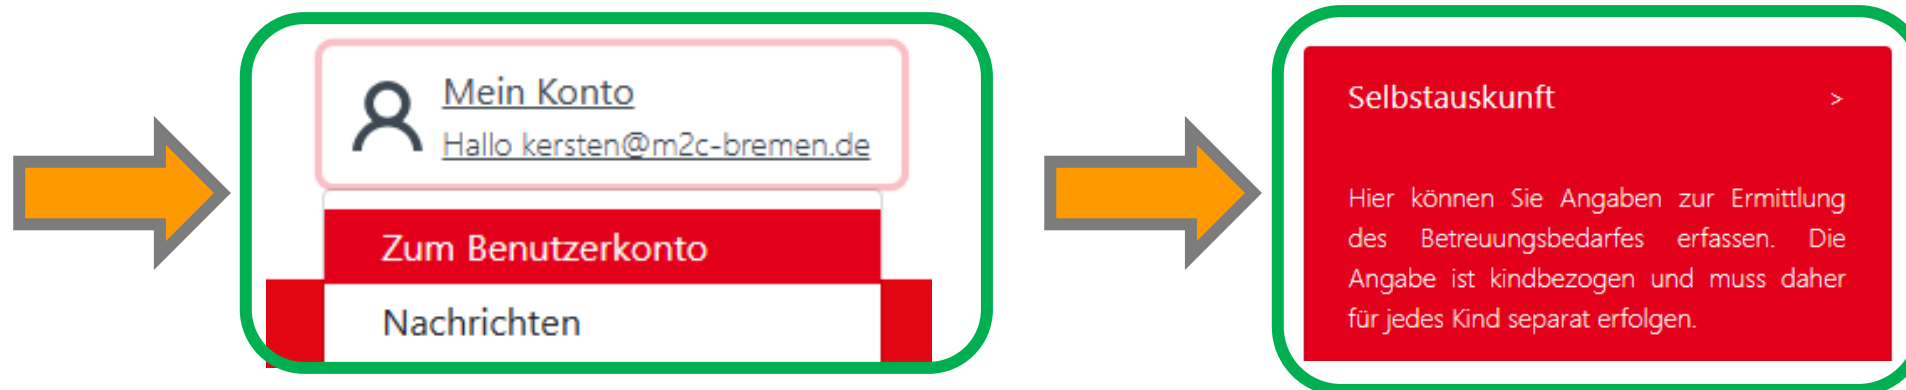 Mein Konto
Hallo kersten@m2c-bremen.de
Zum Benutzerkonto
Nachrichten
Selbstauskunft >
Hier können Sie Angaben zur Ermittlung
des Betreuungsbedarfes erfassen. Die
Angabe ist kindbezogen und muss daher
für jedes Kind separat erfolgen.